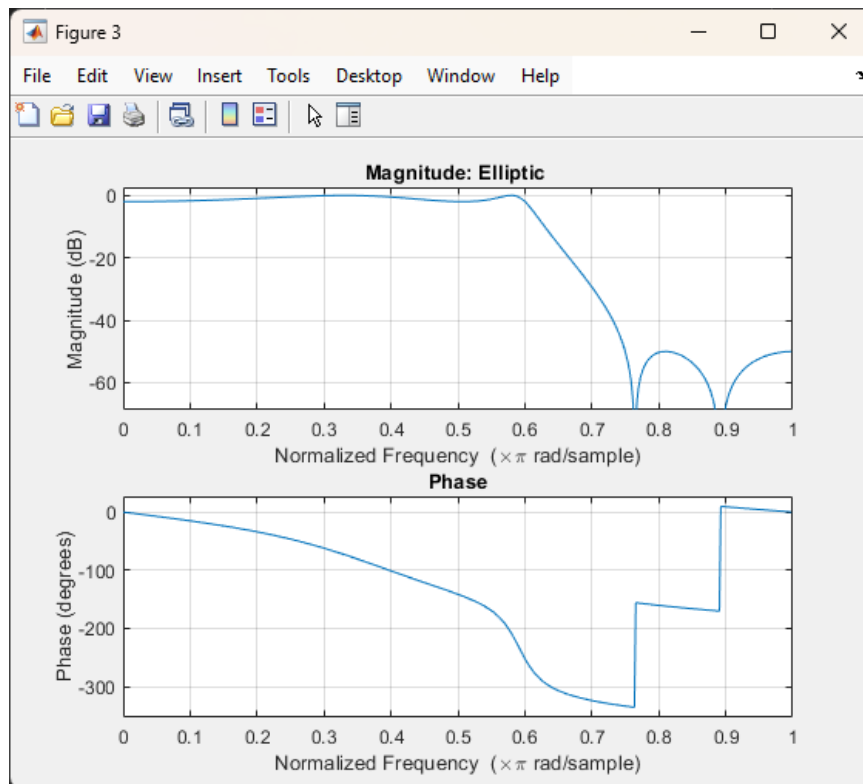 Figure 3
File Edit View Insert Tools Desktop Window Help
Magnitude: Elliptic
0
-20
-40
-60
Magnitude (dB)
0 0.1 0.2 0.3 0.4 0.5 0.6 0.7 0.8 0.9 1
Normalized Frequency (×π rad/sample)
Phase
0
-100
-200
-300
Phase (degrees)
0 0.1 0.2 0.3 0.4 0.5 0.6 0.7 0.8 0.9 1
Normalized Frequency (×π rad/sample)